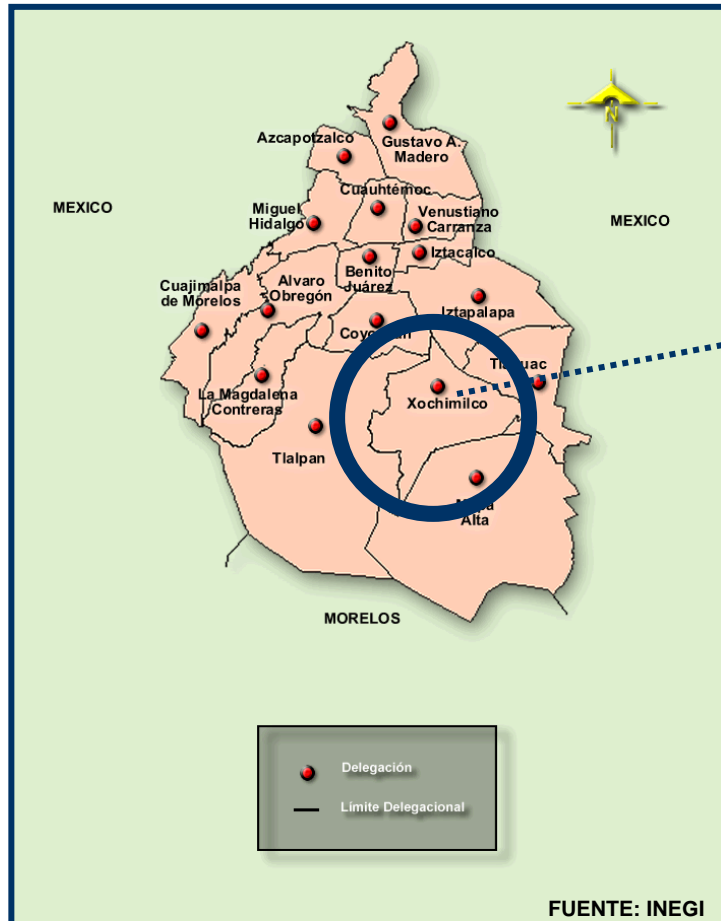 Azcapotzalco
Gustavo A.
Madero
Cuauhtémoc
MEXICO
Miguel
Hidalgo
Venustiano
Carranza
MEXICO
Iztacalco
Benito
Juárez
Cuajimalpa
de Morelos
Alvaro
Obregón
Iztapalapa
La Magdalena
Contreras
Xochimilco
Tlalpan
Alta
MORELOS
Delegación
Límite Delegacional
FUENTE: INEGI
N